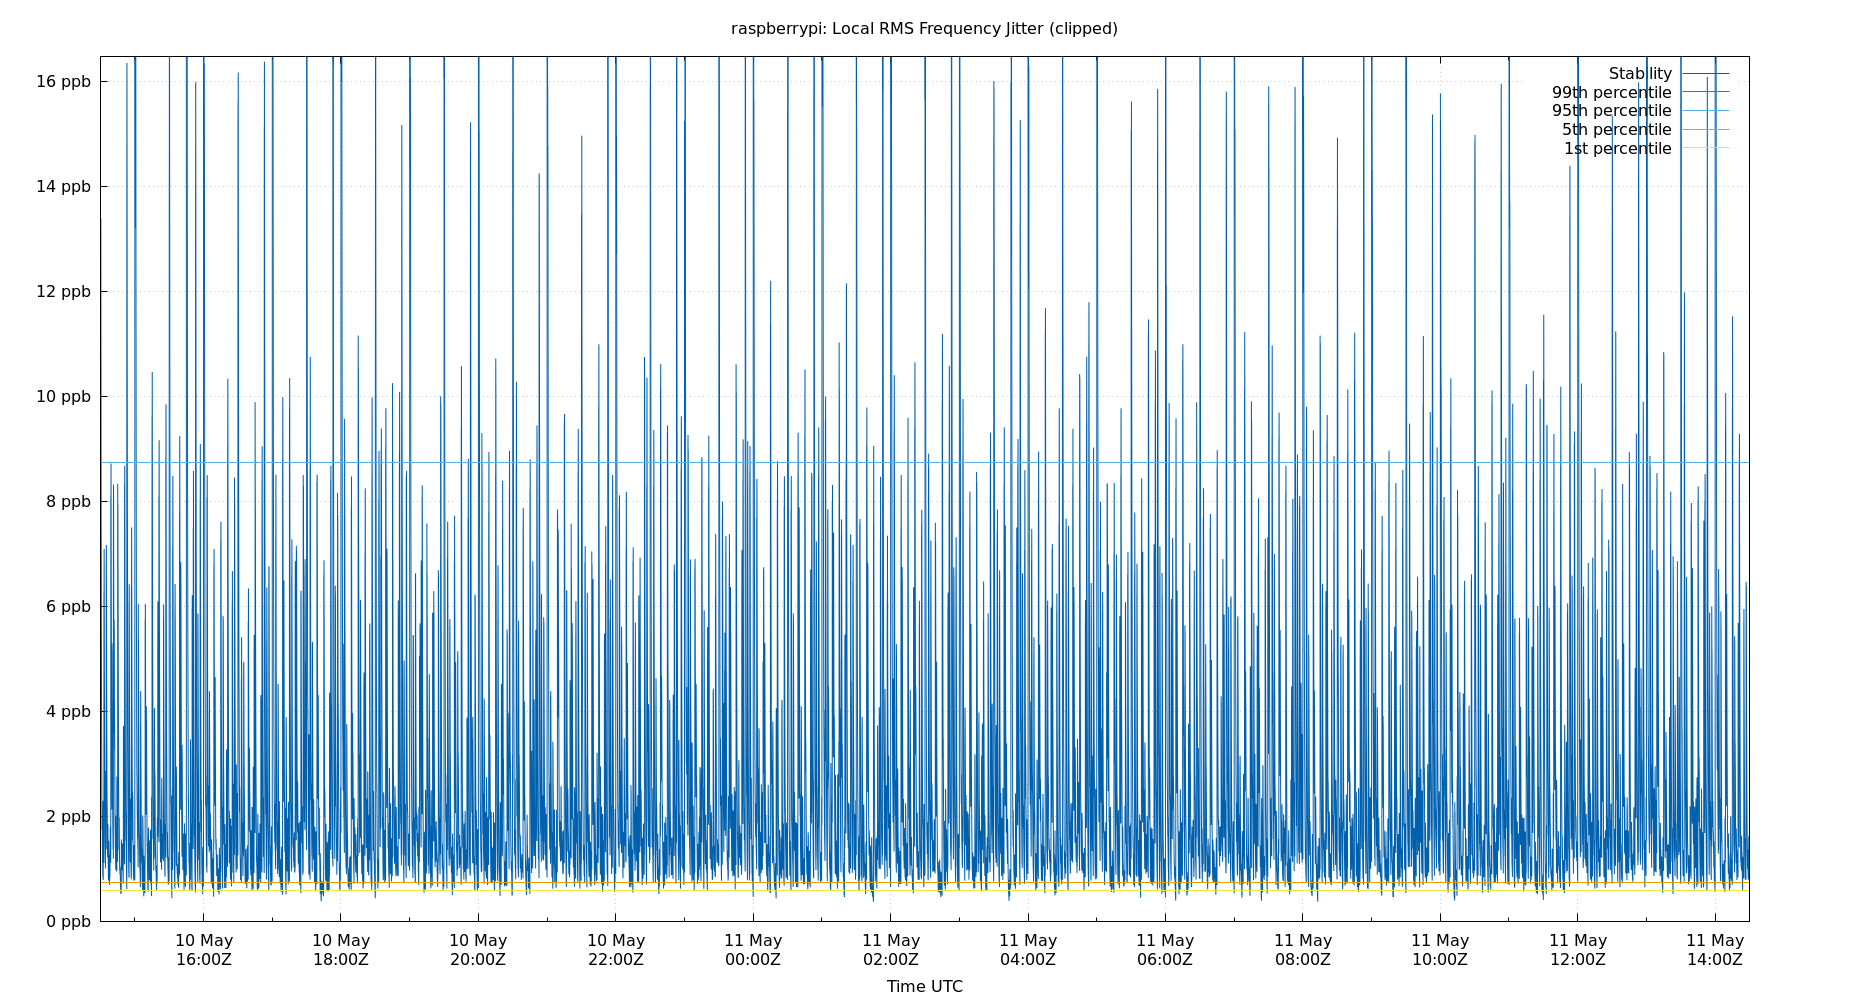 raspberrypi: Local RMS Frequency Jitter (clipped)
16 ppb
14 ppb
12 ppb
10 ppb
8 ppb
6 ppb
4 ppb
2 ppb
0 ppb
Stability
99th percentile
95th percentile
5th percentile
1st percentile
10 May
16:00Z
10 May
18:00Z
10 May
20:00Z
10 May
22:00Z
11 May
00:00Z
11 May
02:00Z
11 May
04:00Z
11 May
06:00Z
11 May
08:00Z
11 May
10:00Z
11 May
12:00Z
11 May
14:00Z
Time UTC